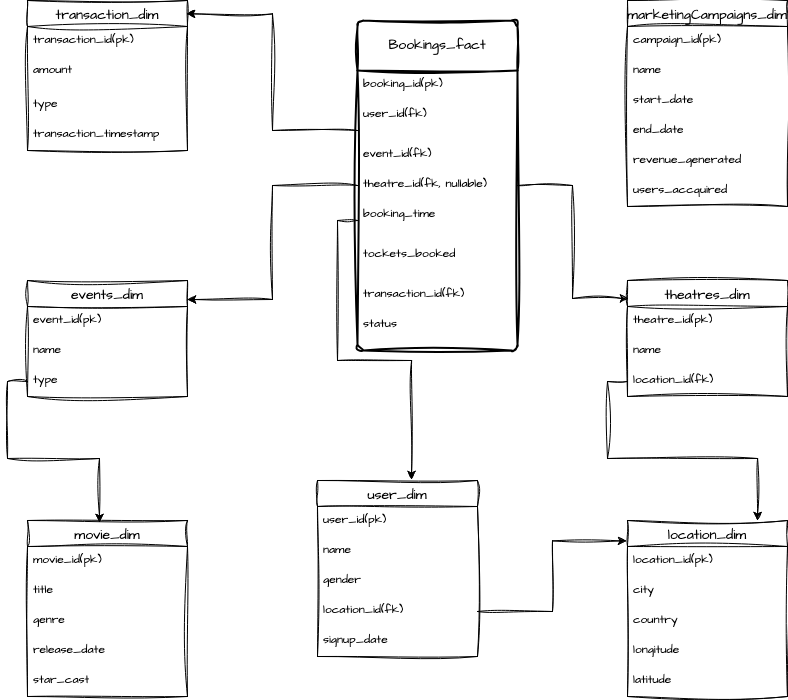 transaction_dim
transaction_id(pk)
amount
type
transaction_timestamp
Bookings_fact
booking_id(pk)
user_id(fk)
event_id(fk)
theatre_id(fk, nullable)
booking_time
tockets_booked
transaction_id(fk)
status
marketingCampaigns_dim
campaign_id(pk)
name
start_date
end_date
revenue_generated
users_accquired
events_dim
event_id(pk)
name
type
theatres_dim
theatre_id(pk)
name
location_id(fk)
movie_dim
movie_id(pk)
title
genre
release_date
star_cast
user_dim
user_id(pk)
name
gender
location_id(fk)
signup_date
location_dim
location_id(pk)
city
country
longitude
latitude